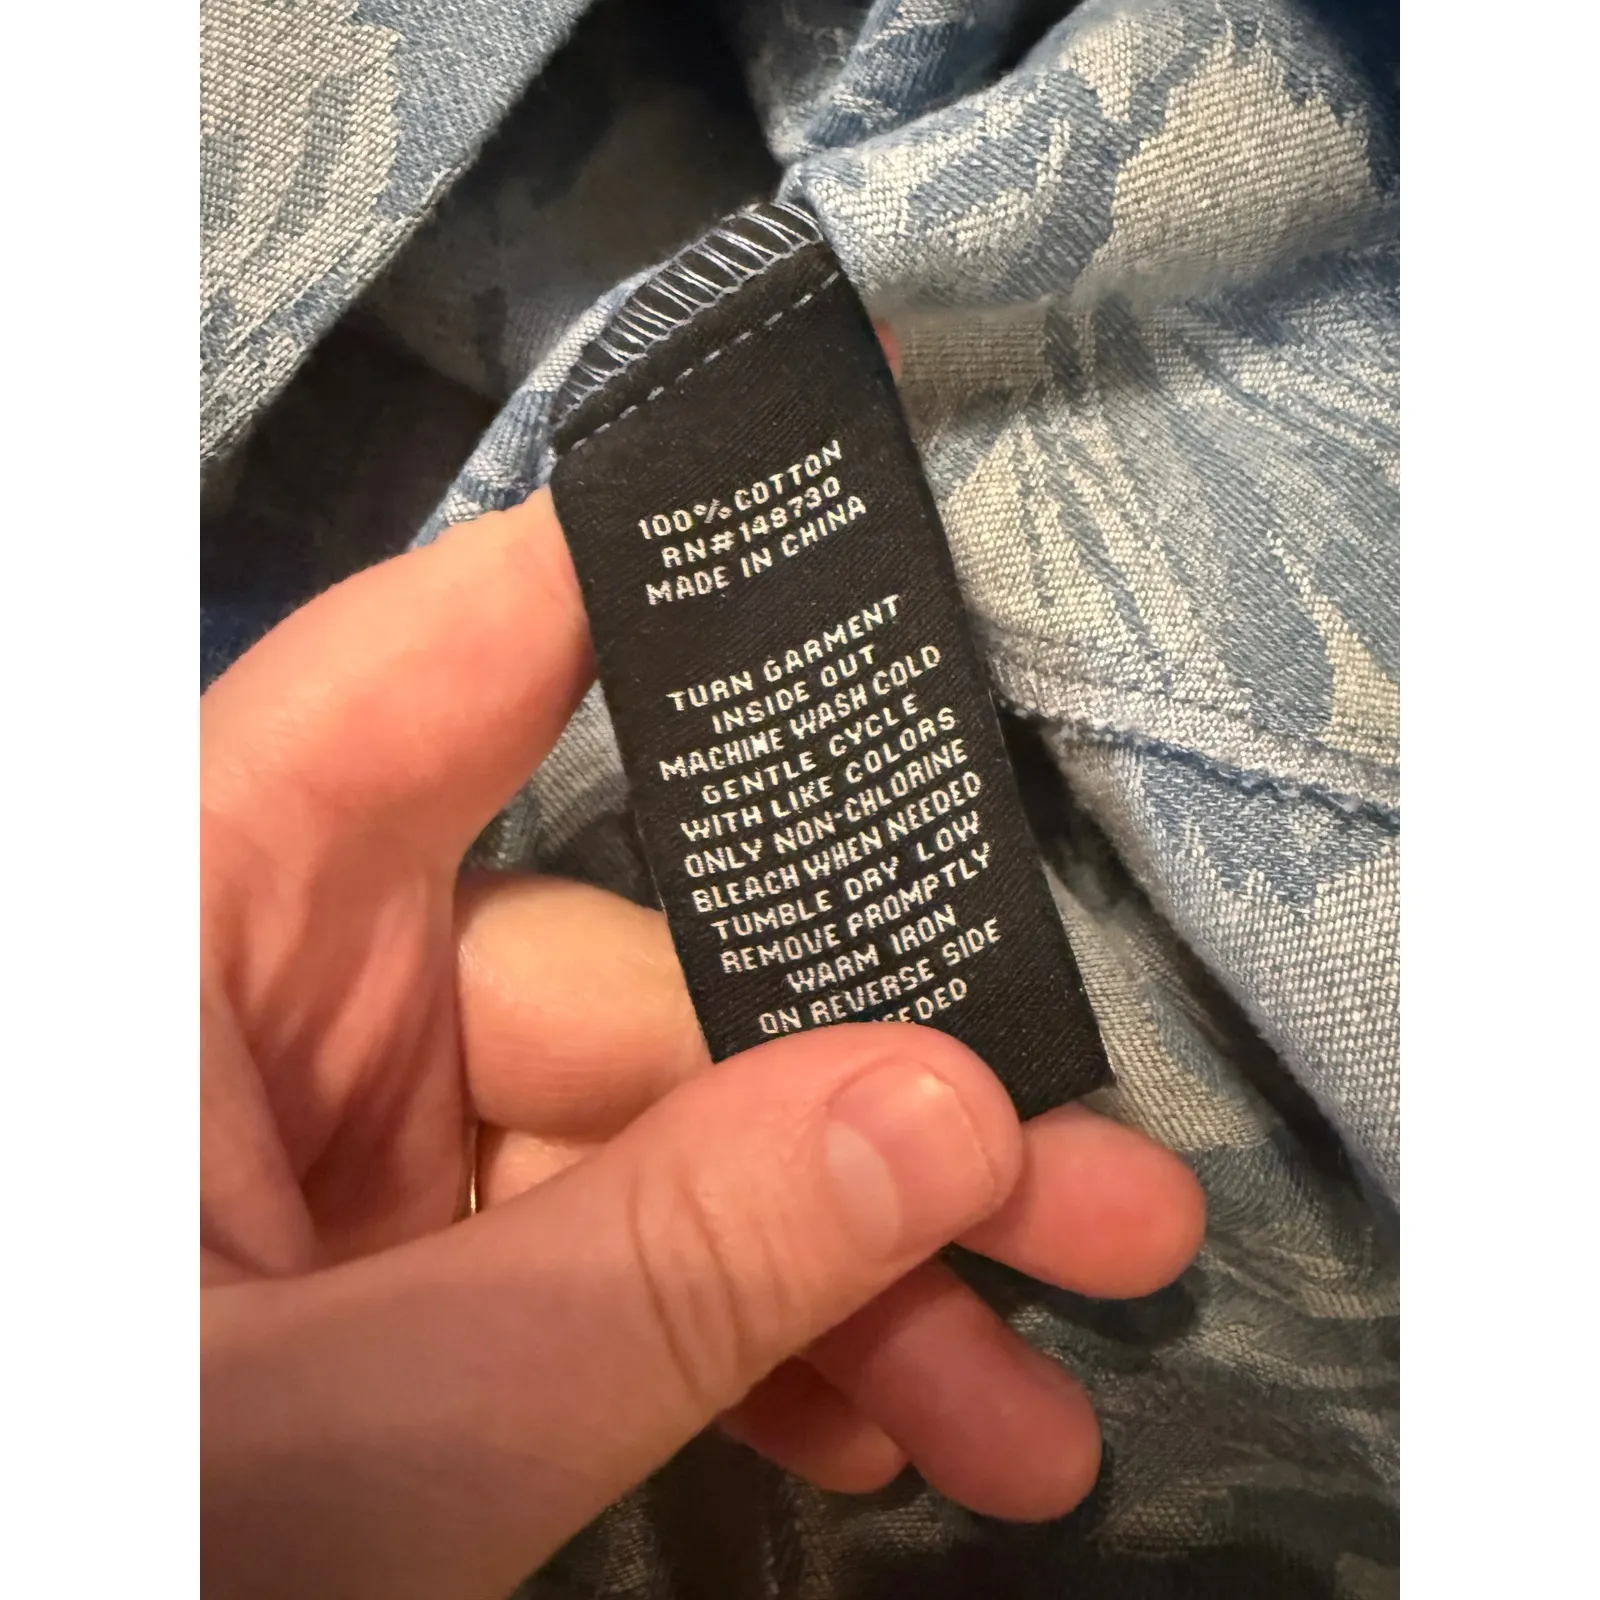 100% COTTON
RN#148730
MADE IN CHINA
TURN GARMENT
INSIDE OUT
MACHINE WASH COLD
GENTLE CYCLE
WITH LIKE COLORS
ONLY NON-CHLORINE
BLEACH WHEN NEEDED
TUMBLE DRY LOW
REMOVE PROMPTLY
WARM IRON
ON REVERSE SIDE